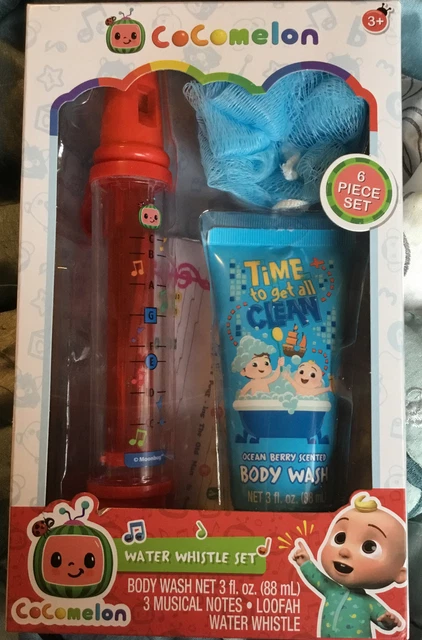 CoComelon
3+
6
PIECE
SET
C
B
A
G
F
E
D
C
TiME
to get all
CLEAN
© Moonbug
OCEAN BERRY SCENTED
BODY WASH
NET 3 fl. oz. (88 m
WATER WHISTLE SET
BODY WASH NET 3 fl. oz. (88 mL)
3 MUSICAL NOTES • LOOFAH
WATER WHISTLE
CoComelon